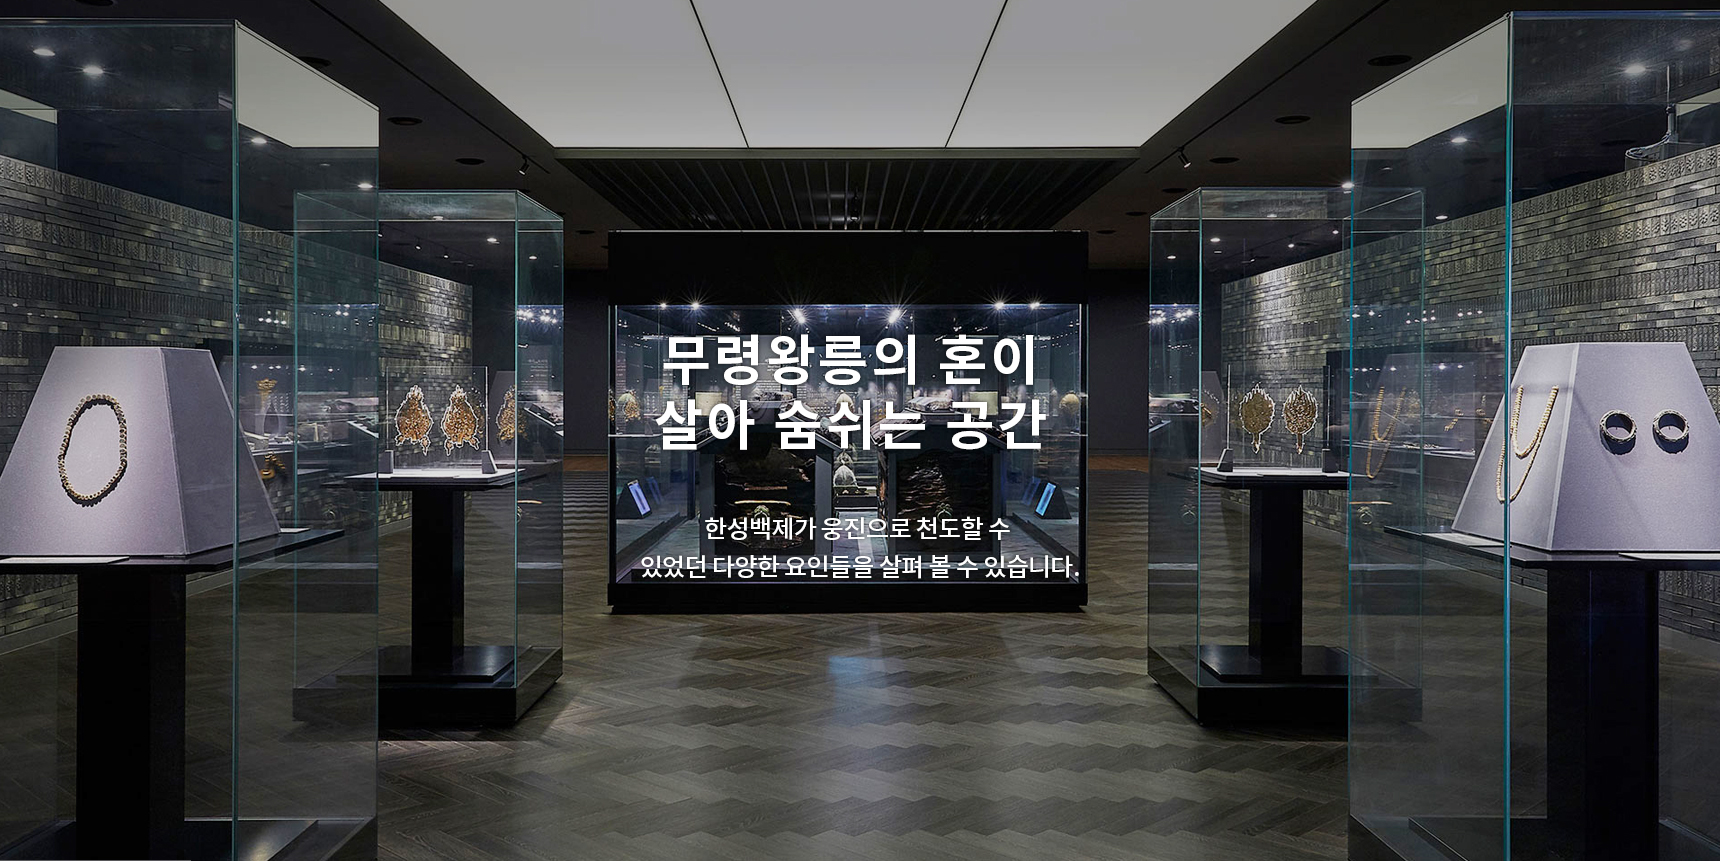 무령왕릉의 혼이
살아 숨쉬는 공간
한성백제가 웅진으로 천도할 수
있었던 다양한 요인들을 살펴 볼 수 있습니다.